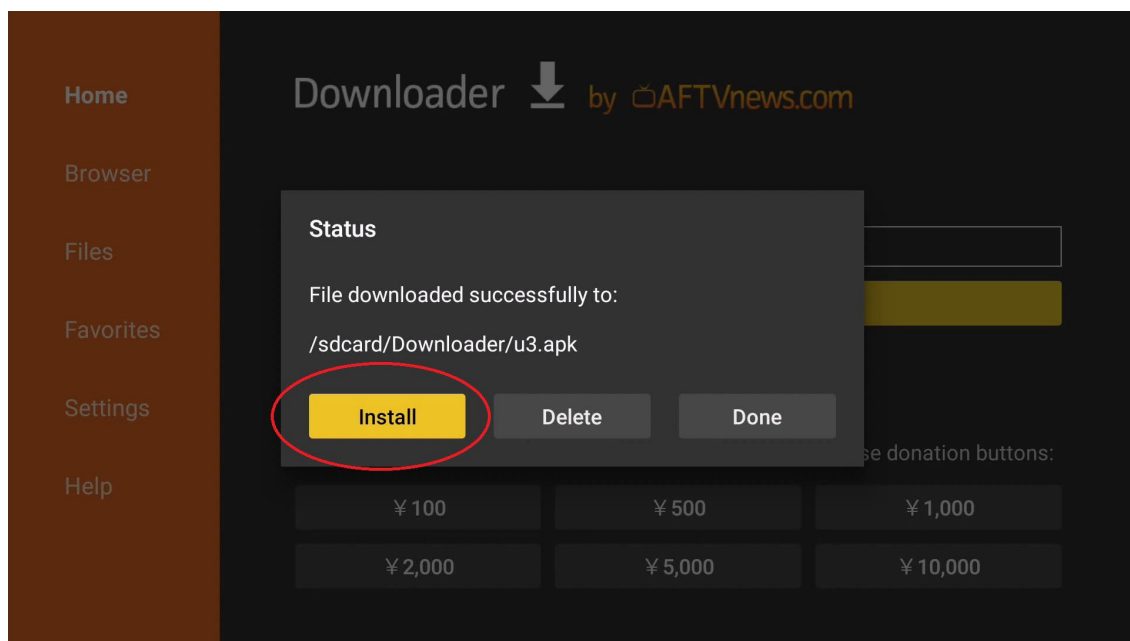 Home
Browser
Files
Favorites
Settings
Help
Downloader by AFTVnews.com
Status
File downloaded successfully to:
/sdcard/Downloader/u3.apk
Install
Delete
Done
se donation buttons:
¥100
¥500
¥1,000
¥2,000
¥5,000
¥10,000